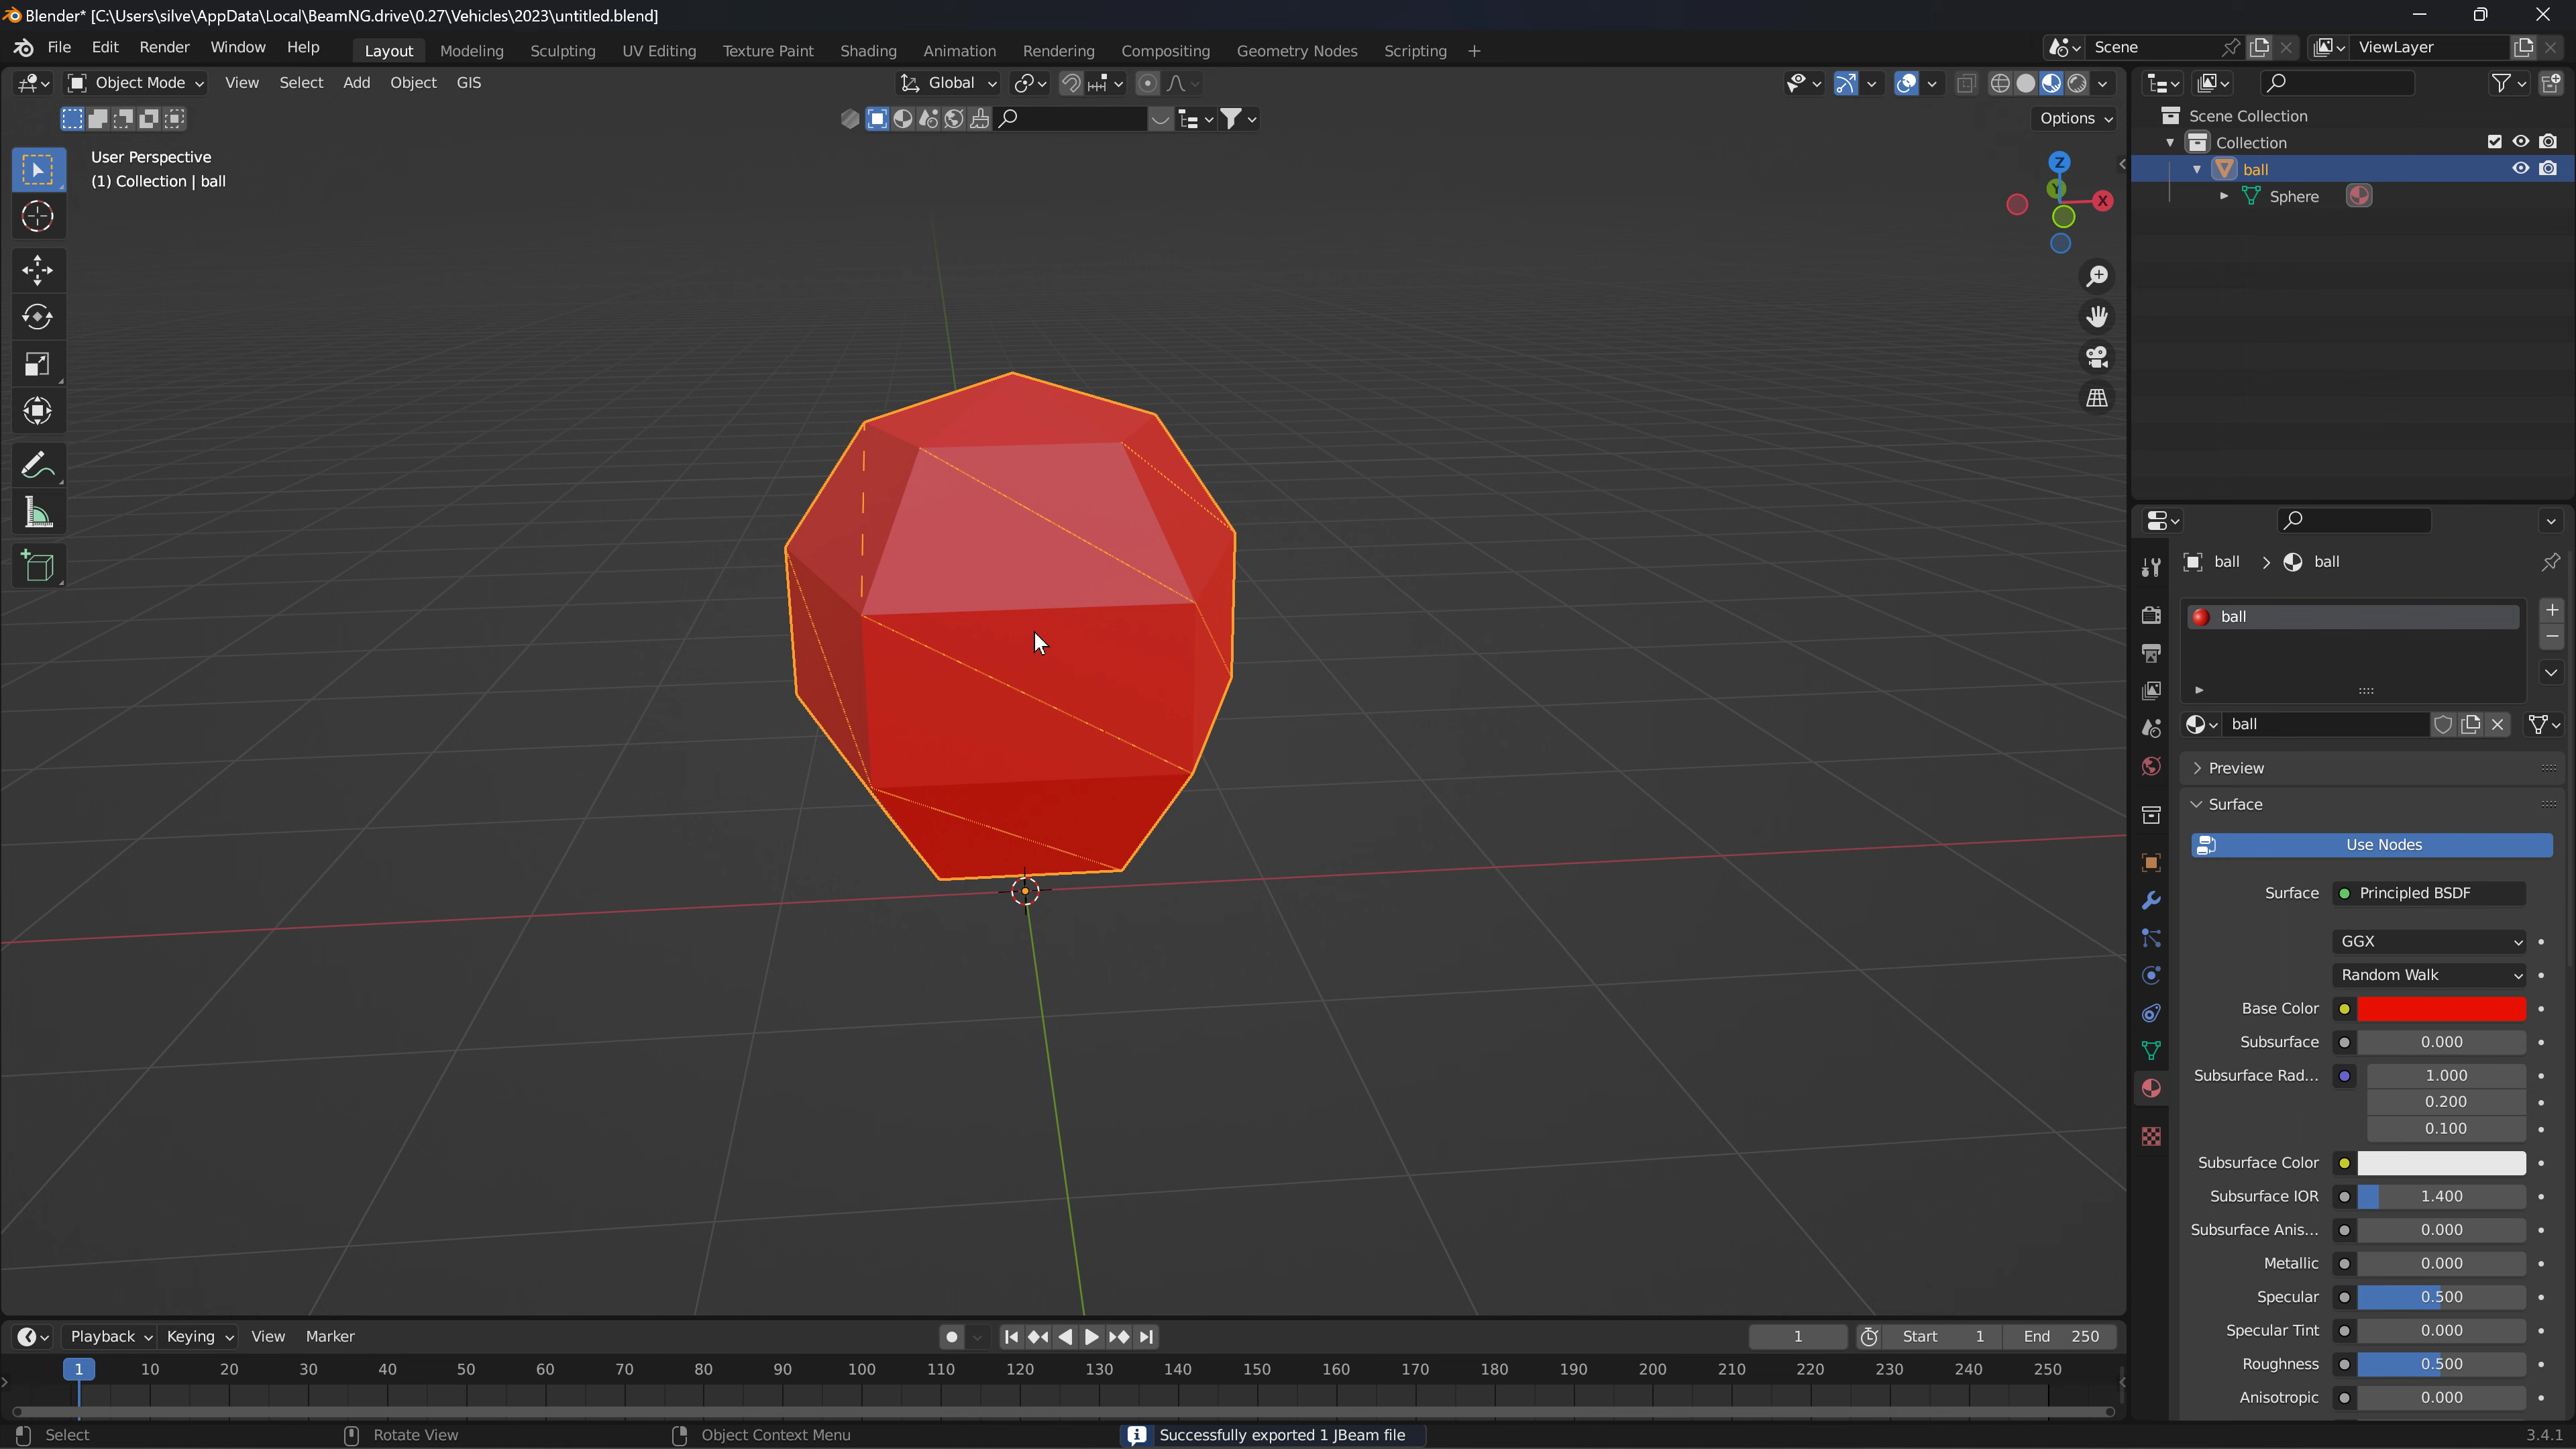 Blender* [C:\Users\silve\AppData\Local\BeamNG.drive\0.27\Vehicles\2023\untitled.blend]
File Edit Render Window Help Layout Modeling Sculpting UV Editing Texture Paint Shading Animation Rendering Compositing Geometry Nodes Scripting + Scene ViewLayer
Object Mode View Select Add Object GIS Global
Options
User Perspective
(1) Collection | ball
Z
Y
X
Scene Collection
Collection
ball
Sphere
ball > ball
ball
ball
Preview
Surface
Use Nodes
Surface Principled BSDF
GGX
Random Walk
Base Color
Subsurface 0.000
Subsurface Rad... 1.000
0.200
0.100
Subsurface Color
Subsurface IOR 1.400
Subsurface Anis... 0.000
Metallic 0.000
Specular 0.500
Specular Tint 0.000
Roughness 0.500
Anisotropic 0.000
Playback Keying View Marker 1 Start 1 End 250
1 10 20 30 40 50 60 70 80 90 100 110 120 130 140 150 160 170 180 190 200 210 220 230 240 250
Select Rotate View Object Context Menu Successfully exported 1 JBeam file 3.4.1